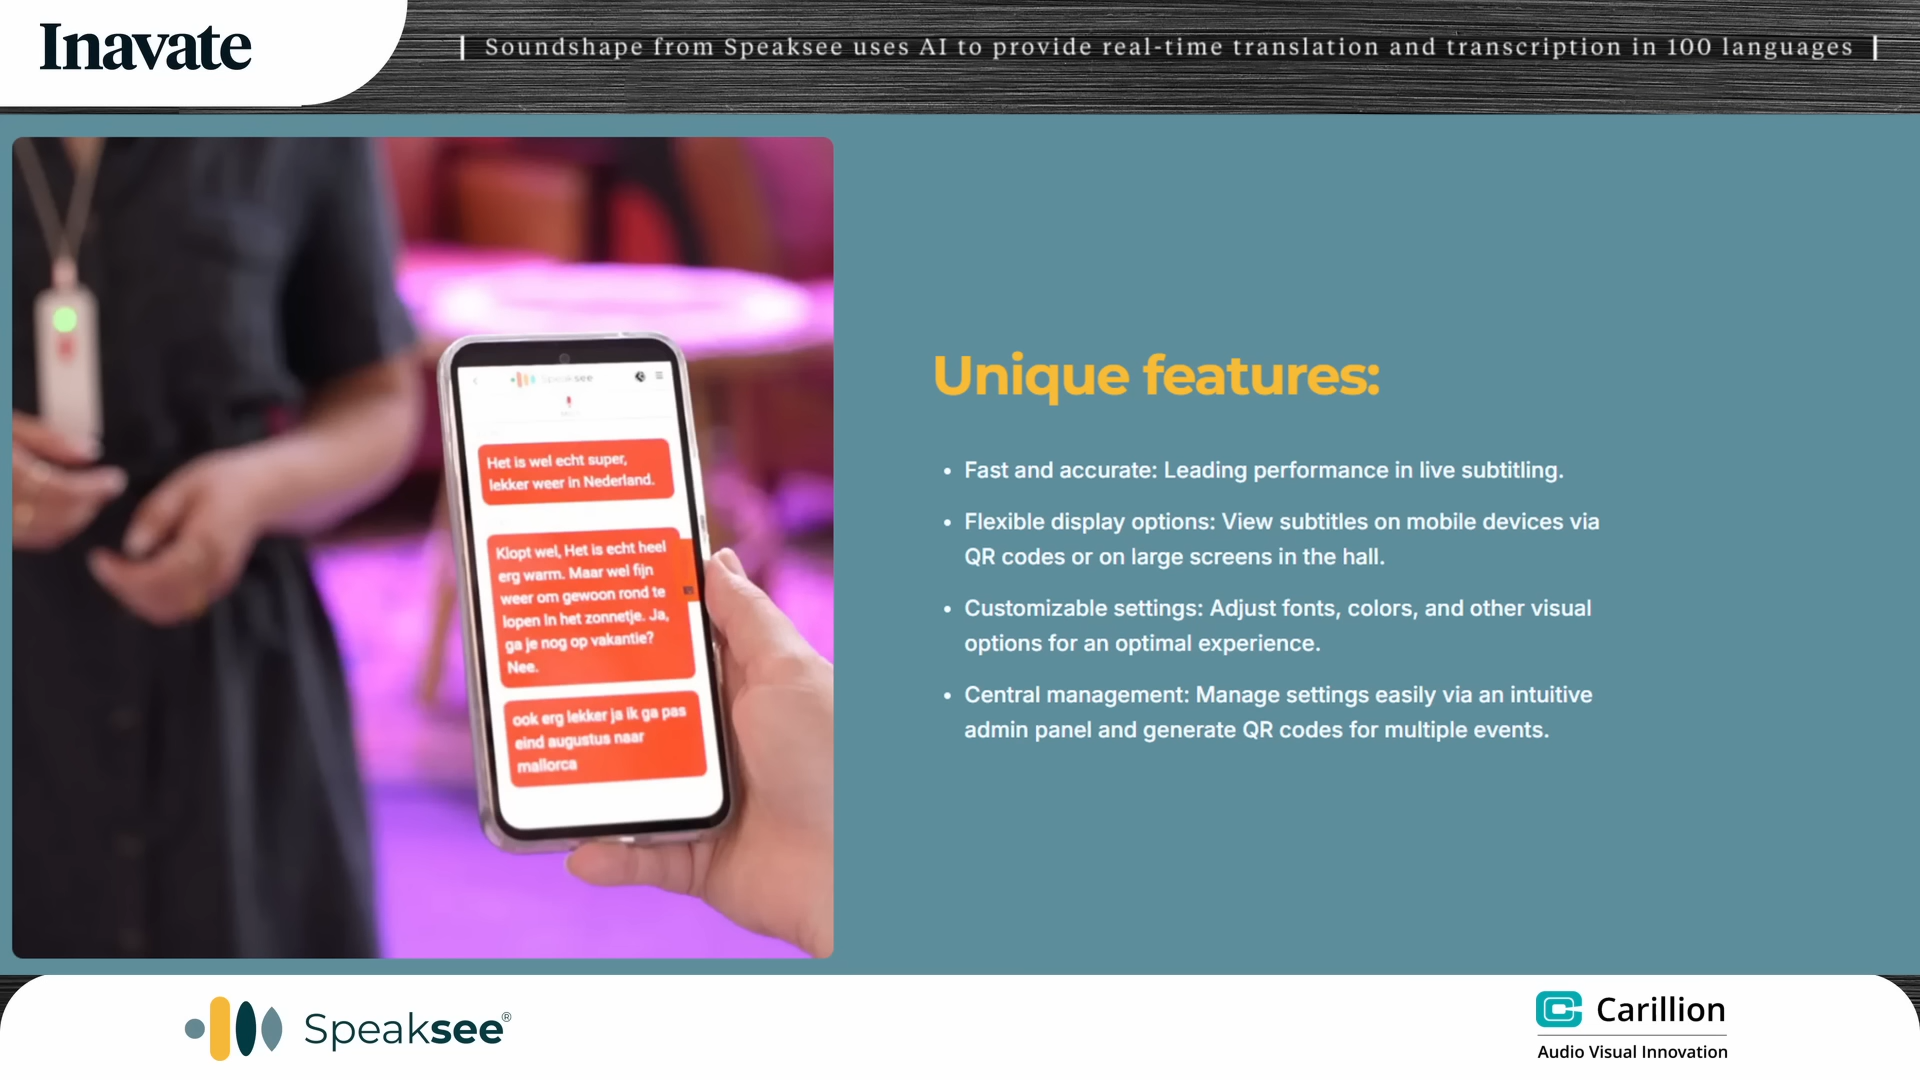 Inavate
| Soundshape from Speaksee uses AI to provide real-time translation and transcription in 100 languages |
Speaksee
Het is wel echt super,
lekker weer in Nederland.
Klopt wel, Het is echt heel
erg warm. Maar wel fijn
weer om gewoon rond te
lopen In het zonnetje. Ja,
ga je nog op vakantie?
Nee.
ook erg lekker ja ik ga pas
eind augustus naar
mallorca
Unique features:
• Fast and accurate: Leading performance in live subtitling.
• Flexible display options: View subtitles on mobile devices via
QR codes or on large screens in the hall.
• Customizable settings: Adjust fonts, colors, and other visual
options for an optimal experience.
• Central management: Manage settings easily via an intuitive
admin panel and generate QR codes for multiple events.
Speaksee®
Carillion
Audio Visual Innovation